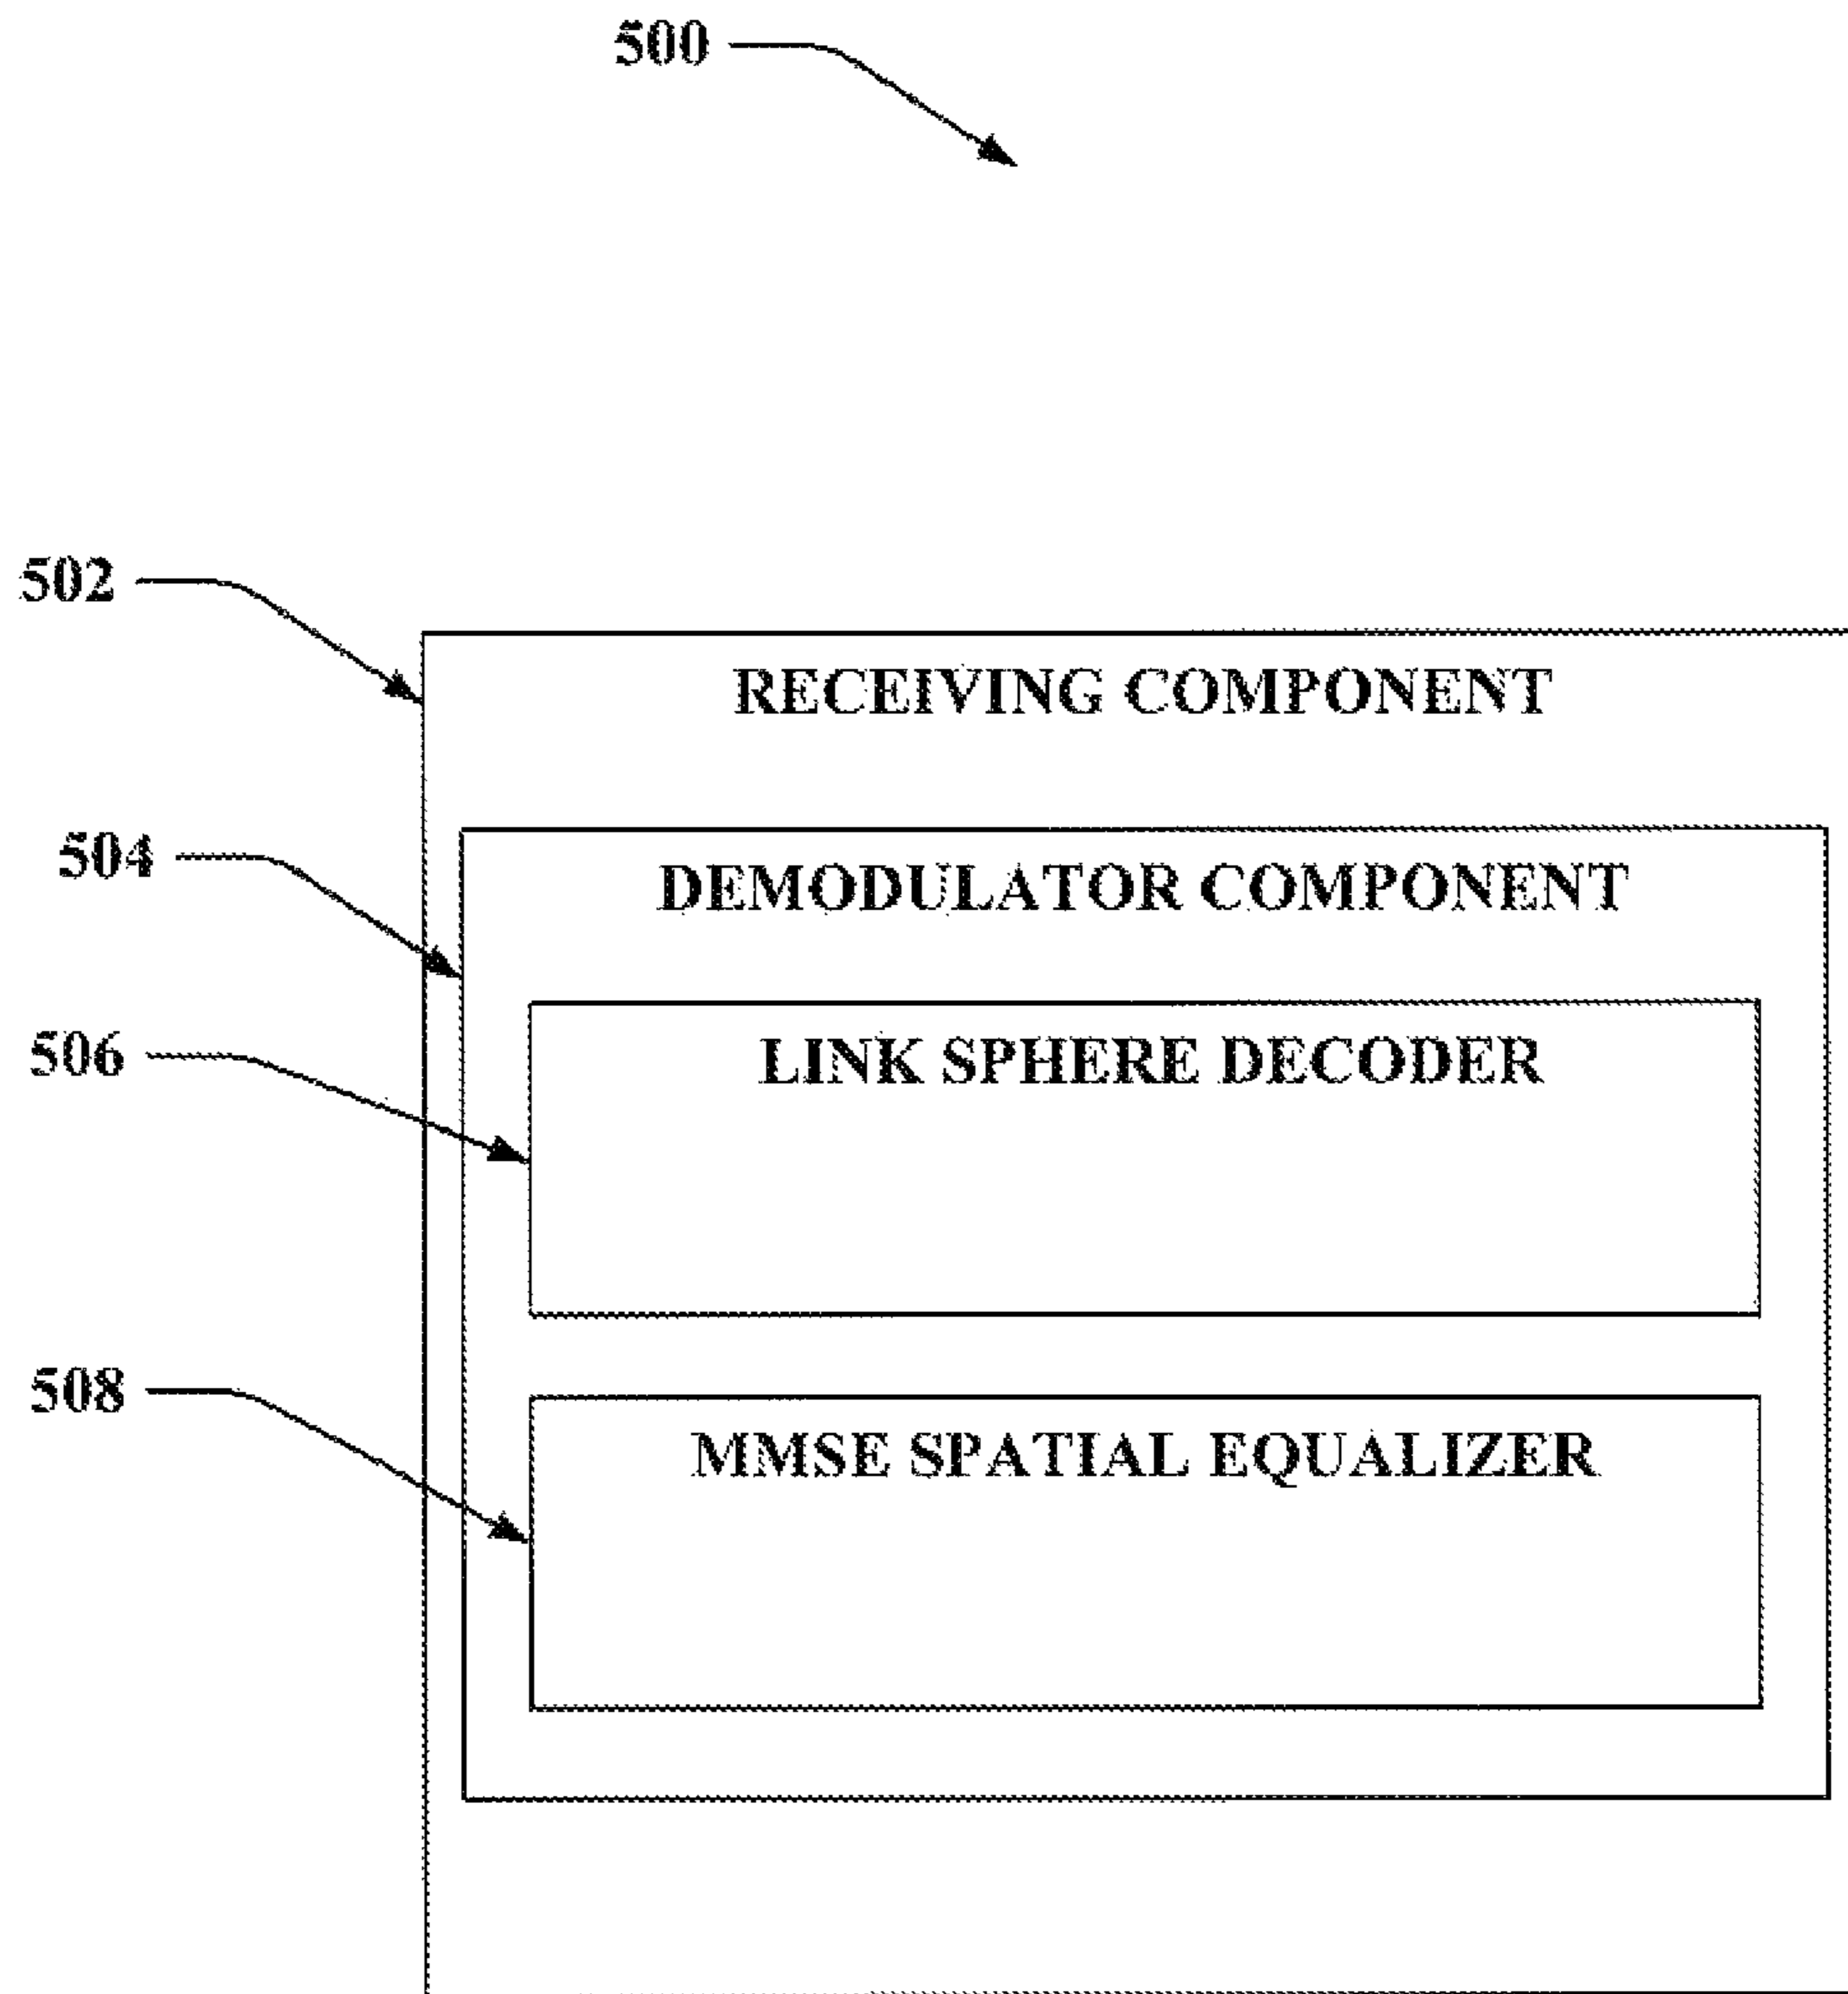 500
502
RECEIVING COMPONENT
504
DEMODULATOR COMPONENT
506
LINK SPHERE DECODER
508
MMSE SPATIAL EQUALIZER